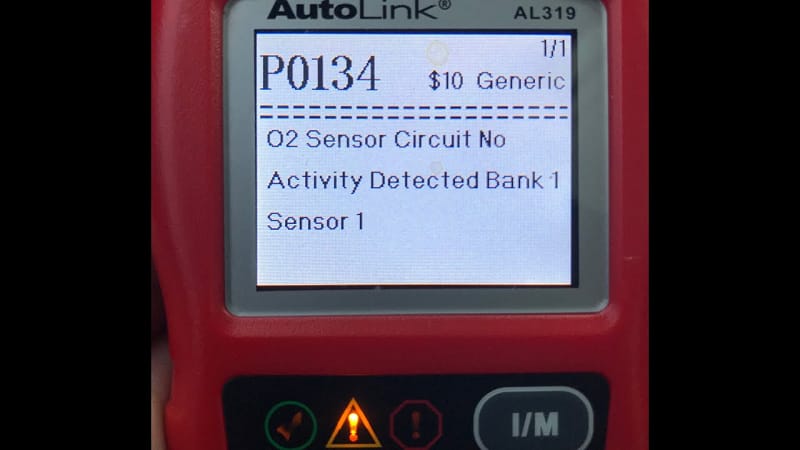 AutoLink® AL319
1/1
P0134 $10 Generic
O2 Sensor Circuit No
Activity Detected Bank 1
Sensor 1
I/M